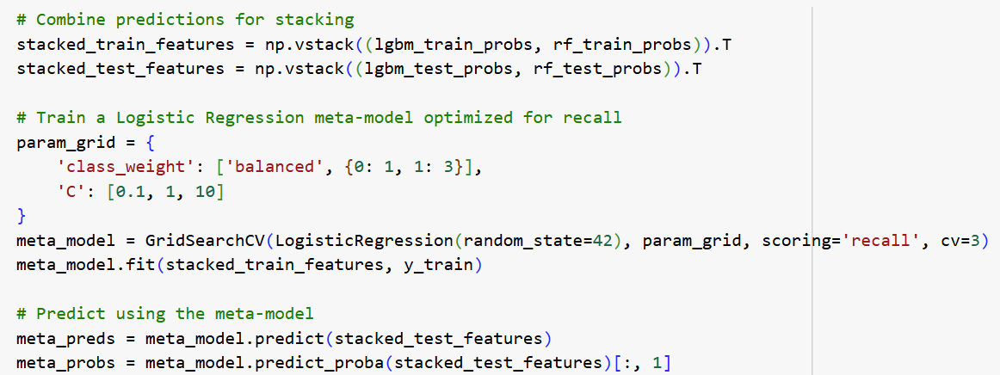 # Combine predictions for stacking
stacked_train_features = np.vstack((lgbm_train_probs, rf_train_probs)).T
stacked_test_features = np.vstack((lgbm_test_probs, rf_test_probs)).T
# Train a Logistic Regression meta-model optimized for recall
param_grid = {
    'class_weight': ['balanced', {0: 1, 1: 3}],
    'C': [0.1, 1, 10]
}
meta_model = GridSearchCV(LogisticRegression(random_state=42), param_grid, scoring='recall', cv=3)
meta_model.fit(stacked_train_features, y_train)
# Predict using the meta-model
meta_preds = meta_model.predict(stacked_test_features)
meta_probs = meta_model.predict_proba(stacked_test_features)[:, 1]